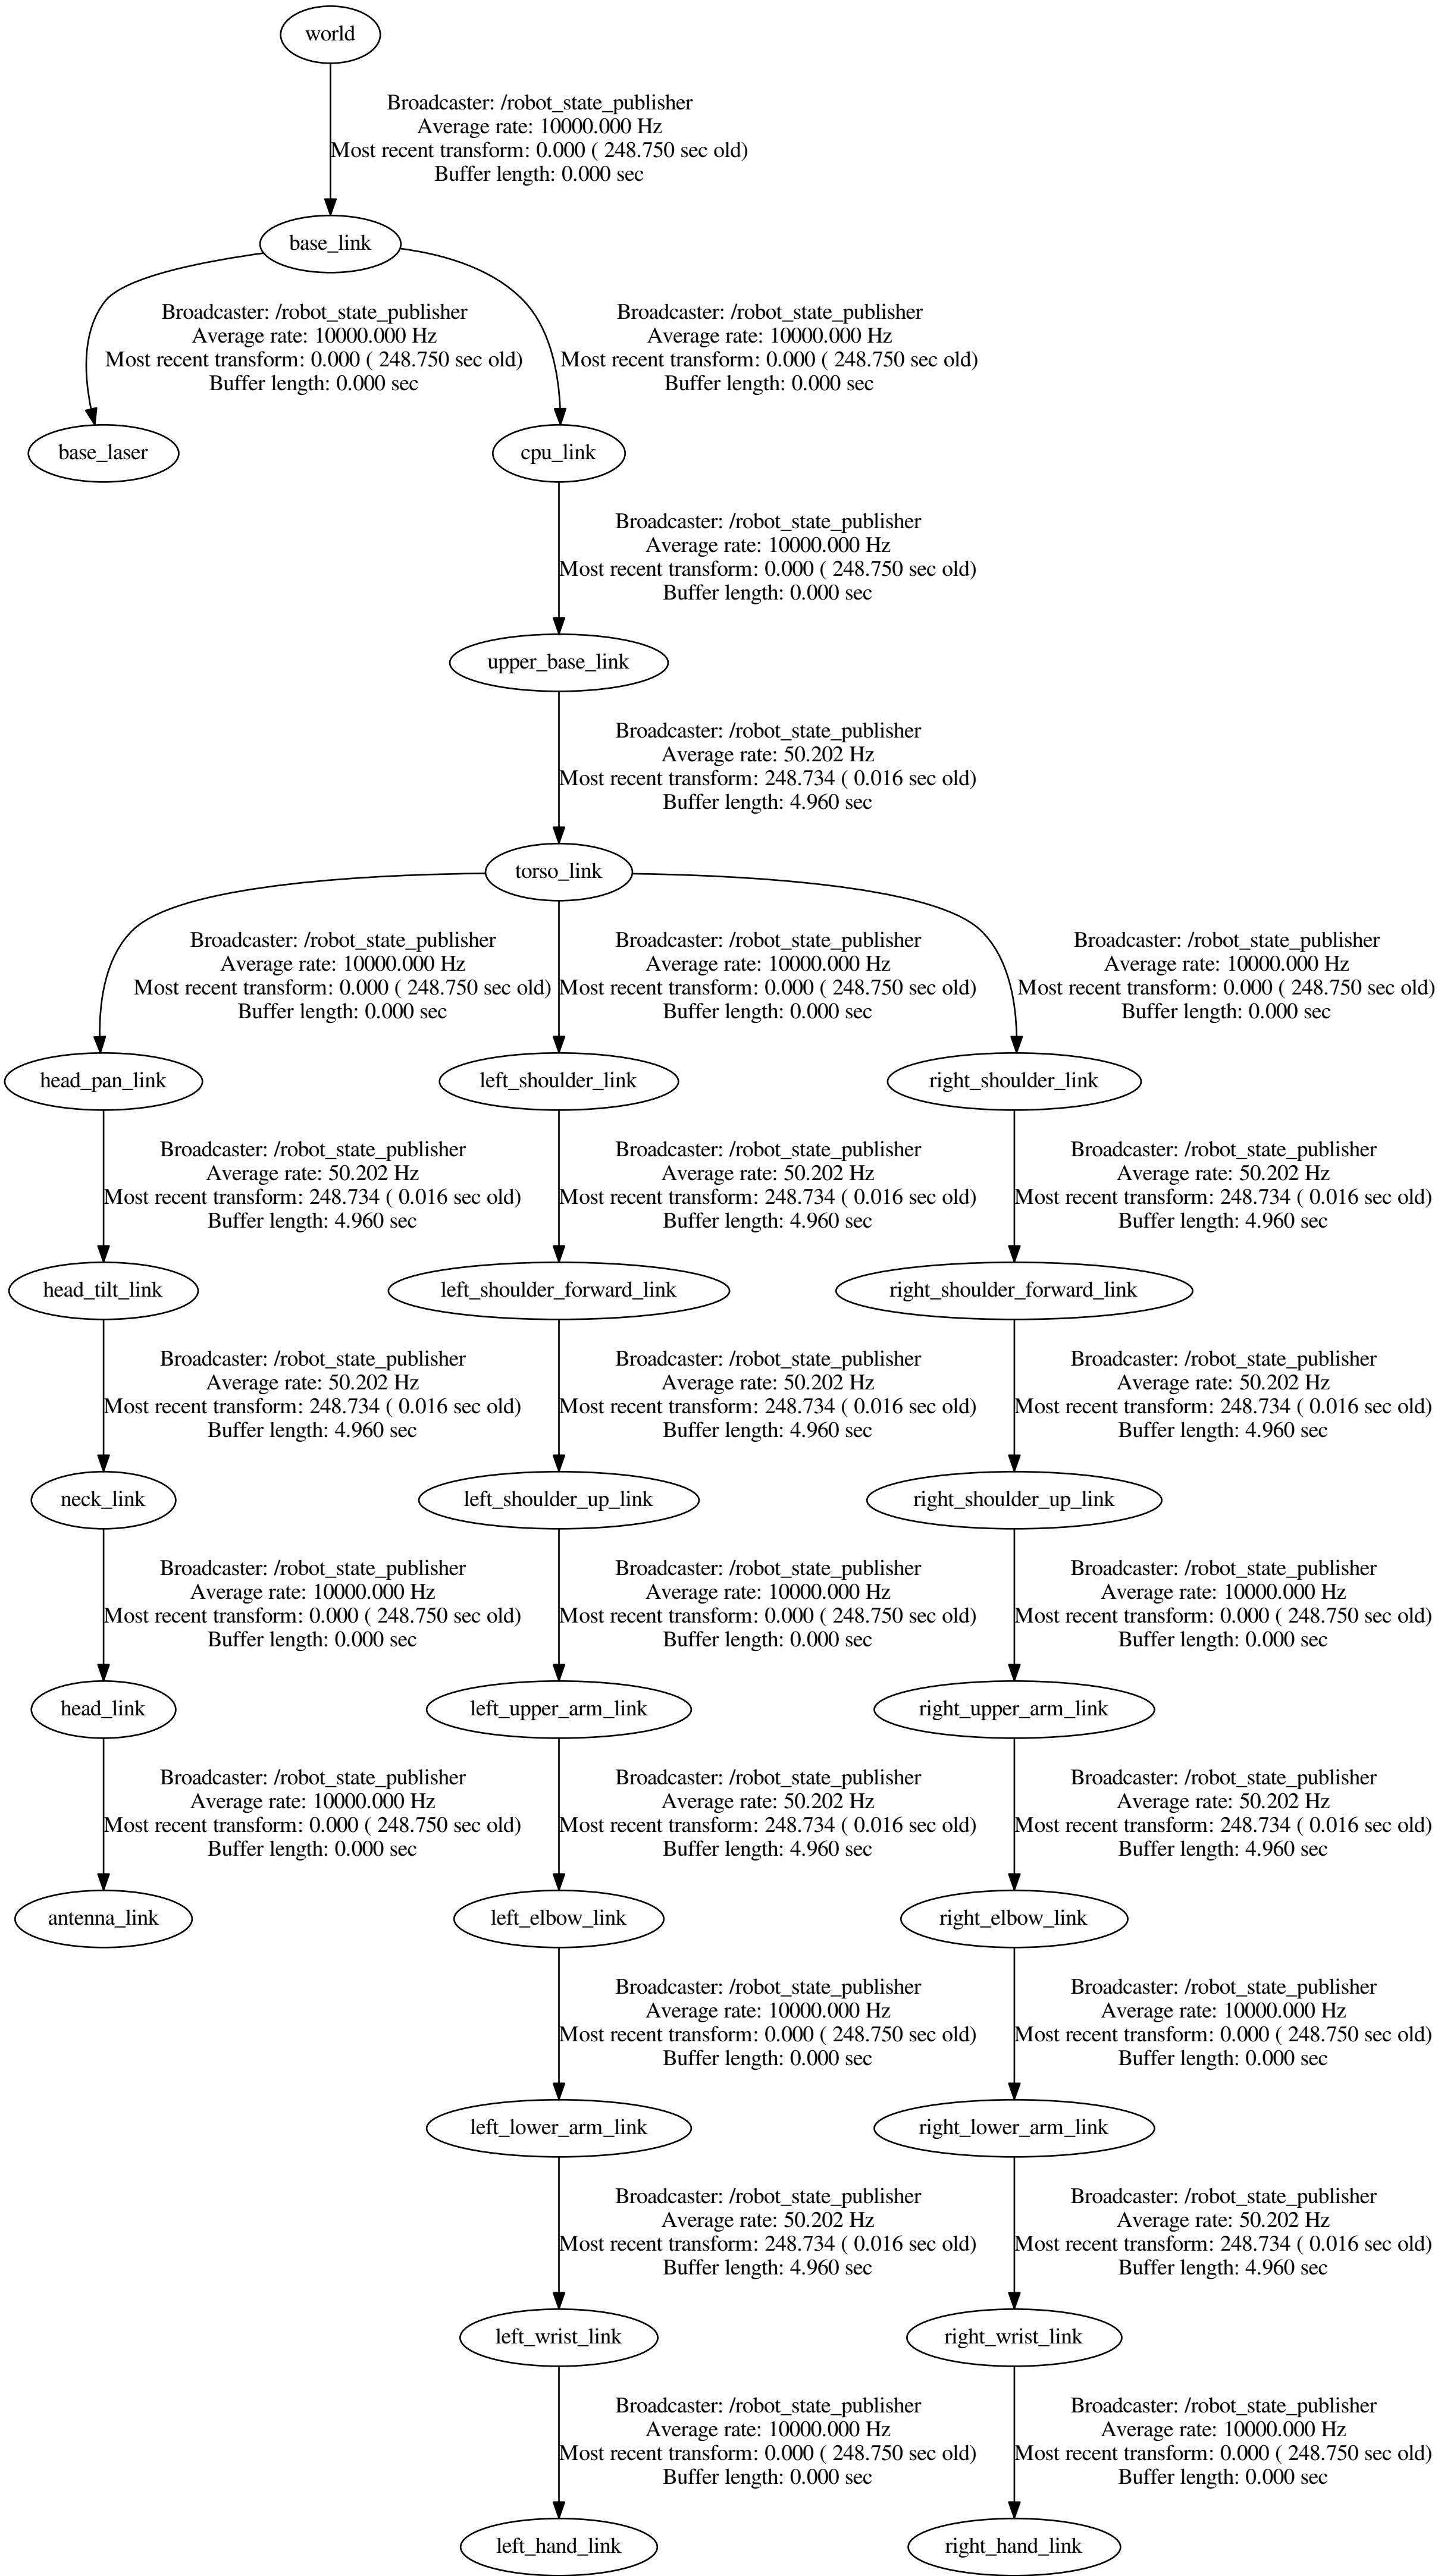 world
Broadcaster: /robot_state_publisher
Average rate: 10000.000 Hz
Most recent transform: 0.000 ( 248.750 sec old)
Buffer length: 0.000 sec
base_link
Broadcaster: /robot_state_publisher
Average rate: 10000.000 Hz
Most recent transform: 0.000 ( 248.750 sec old)
Buffer length: 0.000 sec
Broadcaster: /robot_state_publisher
Average rate: 10000.000 Hz
Most recent transform: 0.000 ( 248.750 sec old)
Buffer length: 0.000 sec
base_laser
cpu_link
Broadcaster: /robot_state_publisher
Average rate: 10000.000 Hz
Most recent transform: 0.000 ( 248.750 sec old)
Buffer length: 0.000 sec
upper_base_link
Broadcaster: /robot_state_publisher
Average rate: 50.202 Hz
Most recent transform: 248.734 ( 0.016 sec old)
Buffer length: 4.960 sec
torso_link
Broadcaster: /robot_state_publisher
Average rate: 10000.000 Hz
Most recent transform: 0.000 ( 248.750 sec old)
Buffer length: 0.000 sec
Broadcaster: /robot_state_publisher
Average rate: 10000.000 Hz
Most recent transform: 0.000 ( 248.750 sec old)
Buffer length: 0.000 sec
Broadcaster: /robot_state_publisher
Average rate: 10000.000 Hz
Most recent transform: 0.000 ( 248.750 sec old)
Buffer length: 0.000 sec
head_pan_link
left_shoulder_link
right_shoulder_link
Broadcaster: /robot_state_publisher
Average rate: 50.202 Hz
Most recent transform: 248.734 ( 0.016 sec old)
Buffer length: 4.960 sec
Broadcaster: /robot_state_publisher
Average rate: 50.202 Hz
Most recent transform: 248.734 ( 0.016 sec old)
Buffer length: 4.960 sec
Broadcaster: /robot_state_publisher
Average rate: 50.202 Hz
Most recent transform: 248.734 ( 0.016 sec old)
Buffer length: 4.960 sec
head_tilt_link
left_shoulder_forward_link
right_shoulder_forward_link
Broadcaster: /robot_state_publisher
Average rate: 50.202 Hz
Most recent transform: 248.734 ( 0.016 sec old)
Buffer length: 4.960 sec
Broadcaster: /robot_state_publisher
Average rate: 50.202 Hz
Most recent transform: 248.734 ( 0.016 sec old)
Buffer length: 4.960 sec
Broadcaster: /robot_state_publisher
Average rate: 50.202 Hz
Most recent transform: 248.734 ( 0.016 sec old)
Buffer length: 4.960 sec
neck_link
left_shoulder_up_link
right_shoulder_up_link
Broadcaster: /robot_state_publisher
Average rate: 10000.000 Hz
Most recent transform: 0.000 ( 248.750 sec old)
Buffer length: 0.000 sec
Broadcaster: /robot_state_publisher
Average rate: 10000.000 Hz
Most recent transform: 0.000 ( 248.750 sec old)
Buffer length: 0.000 sec
Broadcaster: /robot_state_publisher
Average rate: 10000.000 Hz
Most recent transform: 0.000 ( 248.750 sec old)
Buffer length: 0.000 sec
head_link
left_upper_arm_link
right_upper_arm_link
Broadcaster: /robot_state_publisher
Average rate: 10000.000 Hz
Most recent transform: 0.000 ( 248.750 sec old)
Buffer length: 0.000 sec
Broadcaster: /robot_state_publisher
Average rate: 50.202 Hz
Most recent transform: 248.734 ( 0.016 sec old)
Buffer length: 4.960 sec
Broadcaster: /robot_state_publisher
Average rate: 50.202 Hz
Most recent transform: 248.734 ( 0.016 sec old)
Buffer length: 4.960 sec
antenna_link
left_elbow_link
right_elbow_link
Broadcaster: /robot_state_publisher
Average rate: 10000.000 Hz
Most recent transform: 0.000 ( 248.750 sec old)
Buffer length: 0.000 sec
Broadcaster: /robot_state_publisher
Average rate: 10000.000 Hz
Most recent transform: 0.000 ( 248.750 sec old)
Buffer length: 0.000 sec
left_lower_arm_link
right_lower_arm_link
Broadcaster: /robot_state_publisher
Average rate: 50.202 Hz
Most recent transform: 248.734 ( 0.016 sec old)
Buffer length: 4.960 sec
Broadcaster: /robot_state_publisher
Average rate: 50.202 Hz
Most recent transform: 248.734 ( 0.016 sec old)
Buffer length: 4.960 sec
left_wrist_link
right_wrist_link
Broadcaster: /robot_state_publisher
Average rate: 10000.000 Hz
Most recent transform: 0.000 ( 248.750 sec old)
Buffer length: 0.000 sec
Broadcaster: /robot_state_publisher
Average rate: 10000.000 Hz
Most recent transform: 0.000 ( 248.750 sec old)
Buffer length: 0.000 sec
left_hand_link
right_hand_link